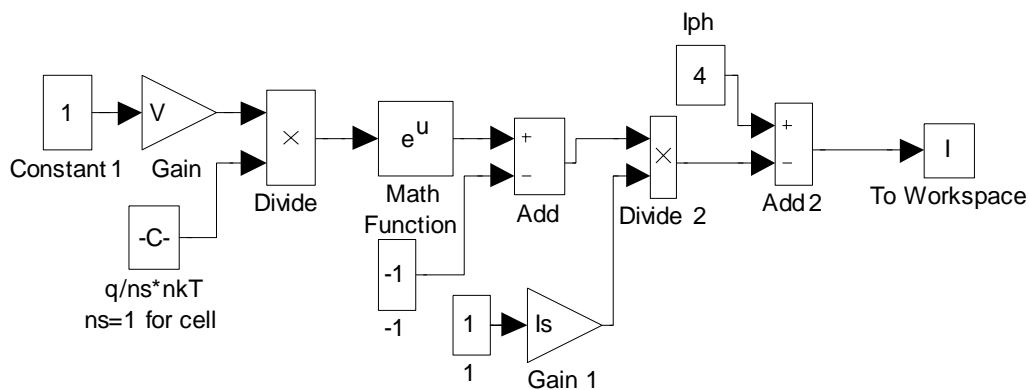 Iph
4
1
V
×
e^u
+
−
×
+
−
I
Constant 1
Gain
Divide
Math
Function
Add
Divide 2
Add 2
To Workspace
-C-
q/ns*nkT
ns=1 for cell
-1
-1
1
1
Is
Gain 1